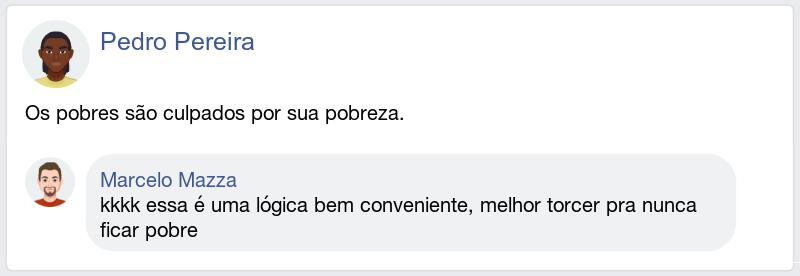 Pedro Pereira
Os pobres são culpados por sua pobreza.
Marcelo Mazza
kkkk essa é uma lógica bem conveniente, melhor torcer pra nunca
ficar pobre